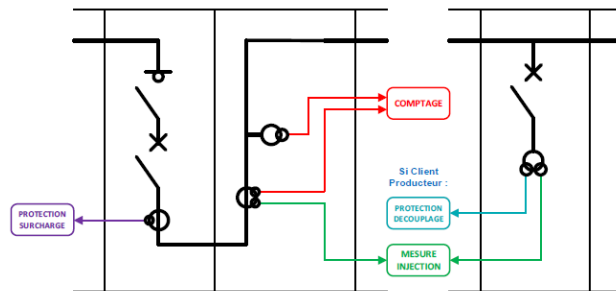 COMPTAGE
Si Client
Producteur :
PROTECTION
SURCHARGE
PROTECTION
DECOUPLAGE
MESURE
INJECTION